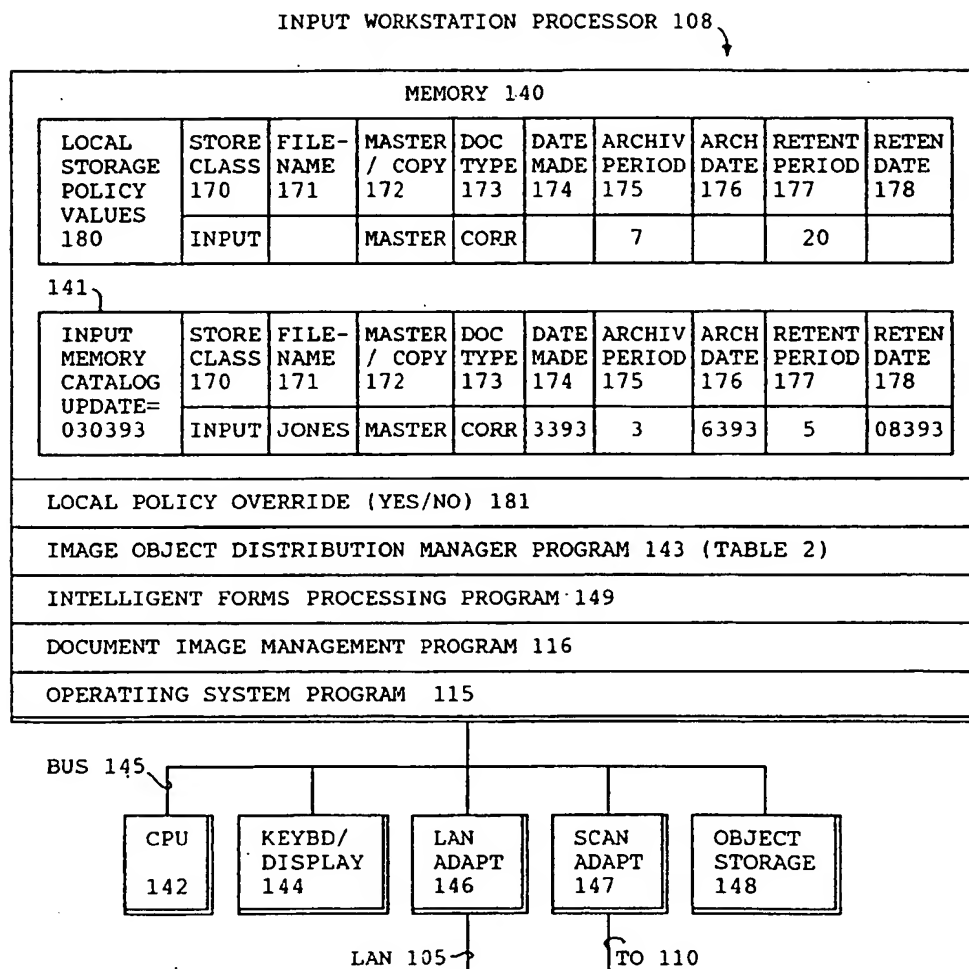 INPUT WORKSTATION PROCESSOR 108
MEMORY 140
LOCAL STORAGE POLICY VALUES 180
STORE CLASS 170
FILE- NAME 171
MASTER / COPY 172
DOC TYPE 173
DATE MADE 174
ARCHIV PERIOD 175
ARCH DATE 176
RETENT PERIOD 177
RETEN DATE 178
INPUT MASTER CORR 7 20
141
INPUT MEMORY CATALOG UPDATE= 030393
STORE CLASS 170
FILE- NAME 171
MASTER / COPY 172
DOC TYPE 173
DATE MADE 174
ARCHIV PERIOD 175
ARCH DATE 176
RETENT PERIOD 177
RETEN DATE 178
INPUT JONES MASTER CORR 3393 3 6393 5 08393
LOCAL POLICY OVERRIDE (YES/NO) 181
IMAGE OBJECT DISTRIBUTION MANAGER PROGRAM 143 (TABLE 2)
INTELLIGENT FORMS PROCESSING PROGRAM 149
DOCUMENT IMAGE MANAGEMENT PROGRAM 116
OPERATIING SYSTEM PROGRAM 115
BUS 145
CPU 142
KEYBD/ DISPLAY 144
LAN ADAPT 146
SCAN ADAPT 147
OBJECT STORAGE 148
LAN 105
TO 110